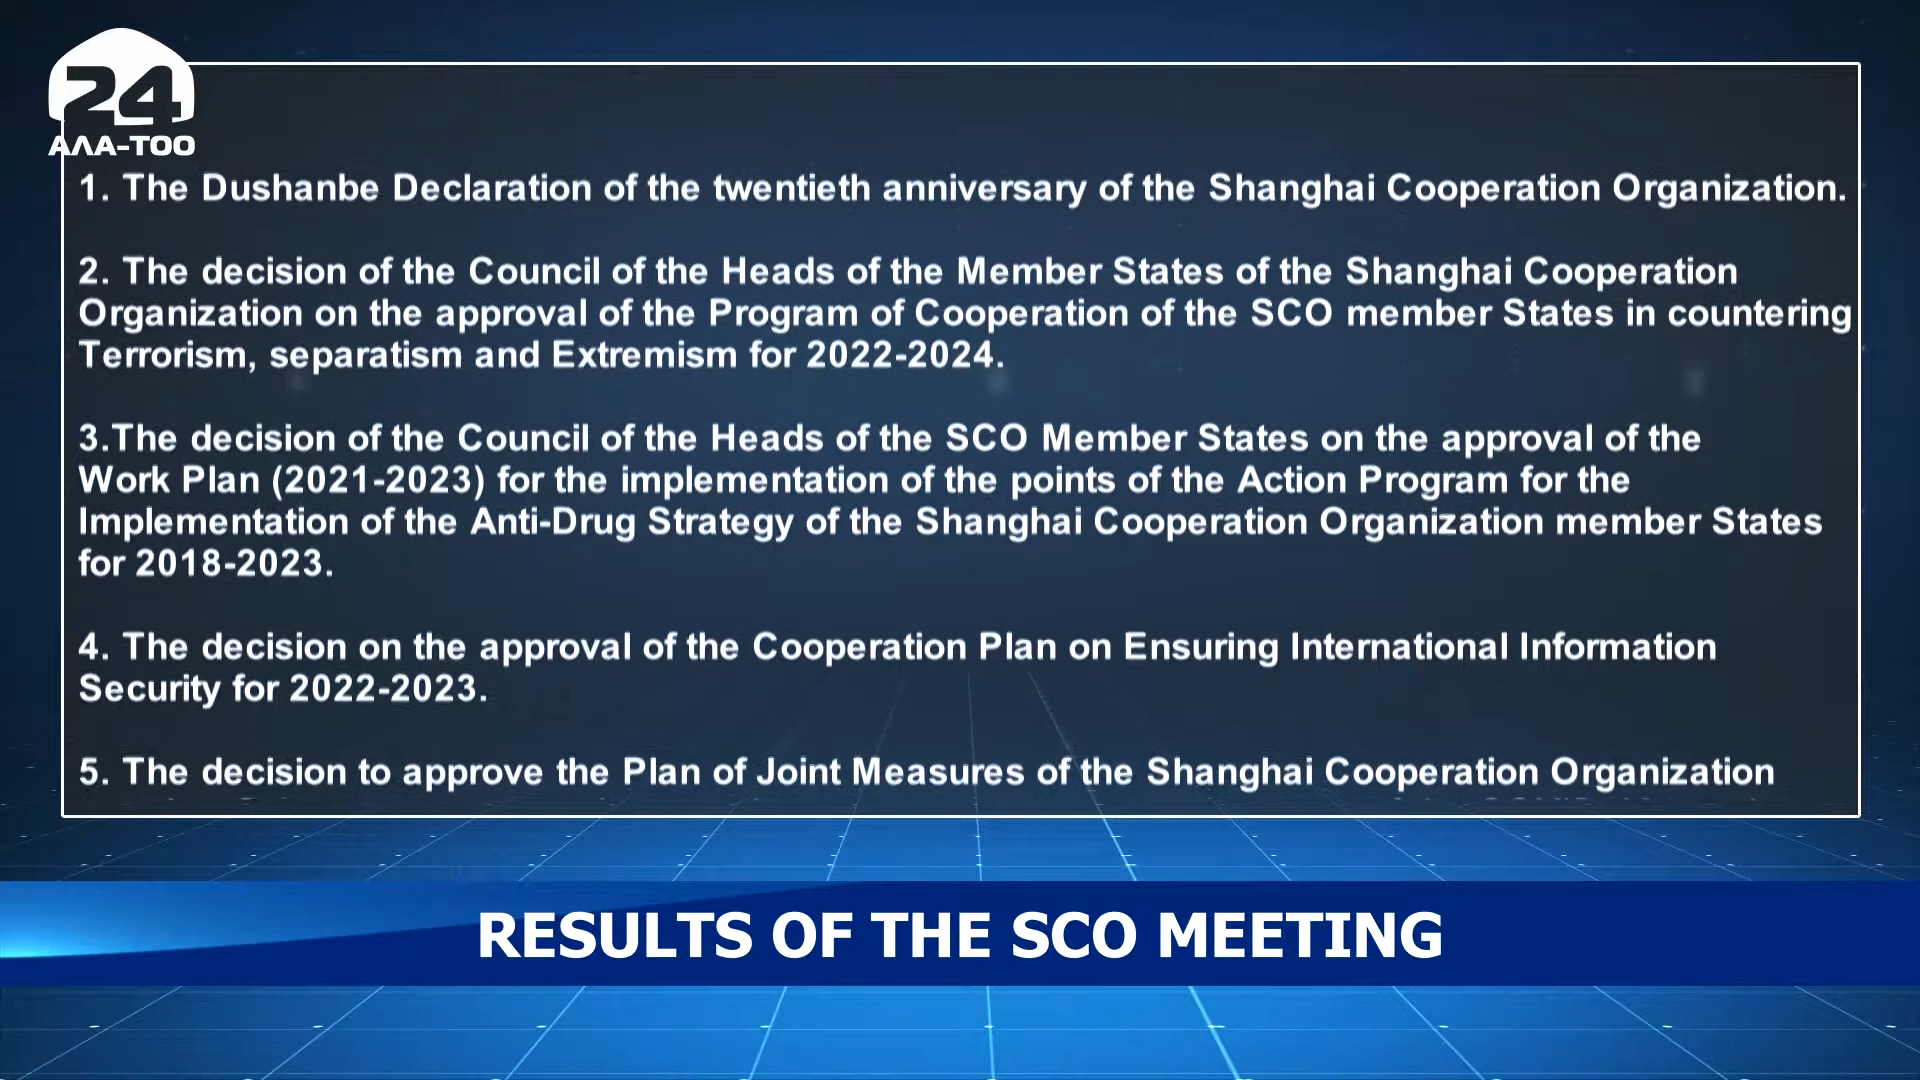 24
АЛА-ТОО
1. The Dushanbe Declaration of the twentieth anniversary of the Shanghai Cooperation Organization.
2. The decision of the Council of the Heads of the Member States of the Shanghai Cooperation
Organization on the approval of the Program of Cooperation of the SCO member States in countering
Terrorism, separatism and Extremism for 2022-2024.
3.The decision of the Council of the Heads of the SCO Member States on the approval of the
Work Plan (2021-2023) for the implementation of the points of the Action Program for the
Implementation of the Anti-Drug Strategy of the Shanghai Cooperation Organization member States
for 2018-2023.
4. The decision on the approval of the Cooperation Plan on Ensuring International Information
Security for 2022-2023.
5. The decision to approve the Plan of Joint Measures of the Shanghai Cooperation Organization
RESULTS OF THE SCO MEETING